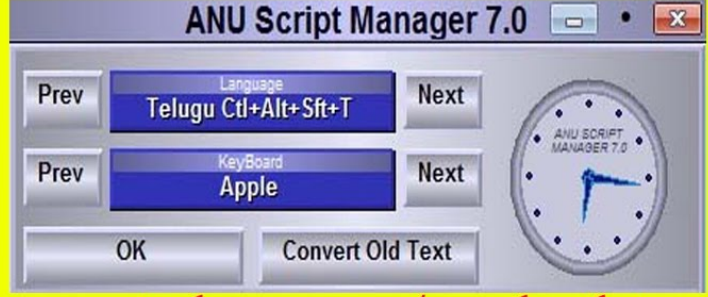 ANU Script Manager 7.0
Prev
Language
Telugu Ctl+Alt+Sft+T
Next
Prev
KeyBoard
Apple
Next
ANU SCRIPT
MANAGER 7.0
OK
Convert Old Text